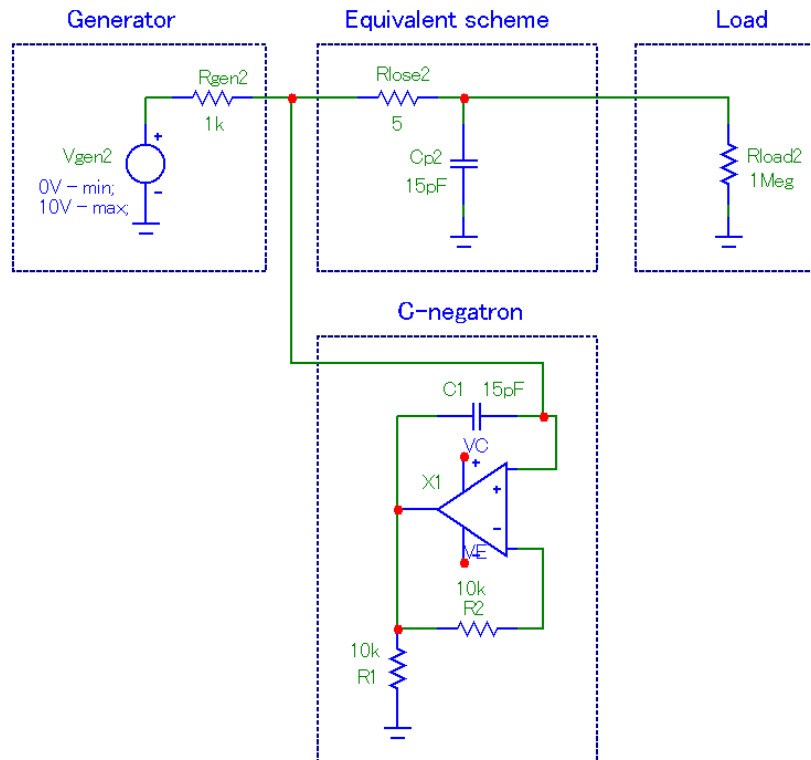 Generator
Equivalent scheme
Load
Rgen2
1k
Vgen2
+
-
0V-min;
10V-max;
Rlose2
5
Cp2
15pF
Rload2
1Meg
C-negatron
C1 15pF
VC
+
X1
+
-
VE
-
10k
R2
10k
R1